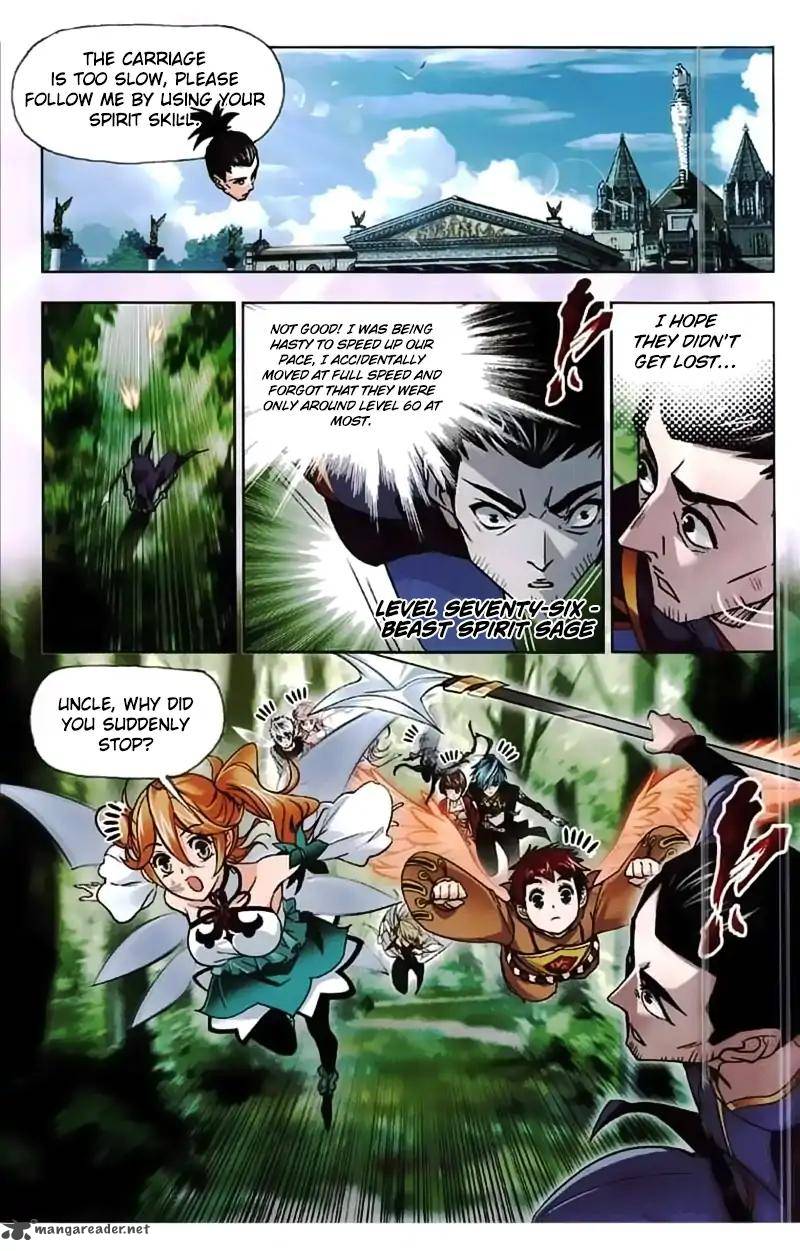 THE CARRIAGE
IS TOO SLOW, PLEASE
FOLLOW ME BY USING YOUR
SPIRIT SKILL.
NOT GOOD! I WAS BEING
HASTY TO SPEED UP OUR
PACE, I ACCIDENTALLY
MOVED AT FULL SPEED AND
FORGOT THAT THEY WERE
ONLY AROUND LEVEL 60 AT
MOST.
LEVEL SEVENTY-SIX -
BEAST SPIRIT SAGE
I HOPE
THEY DIDN'T
GET LOST...
UNCLE, WHY DID
YOU SUDDENLY
STOP?
mangareader.net